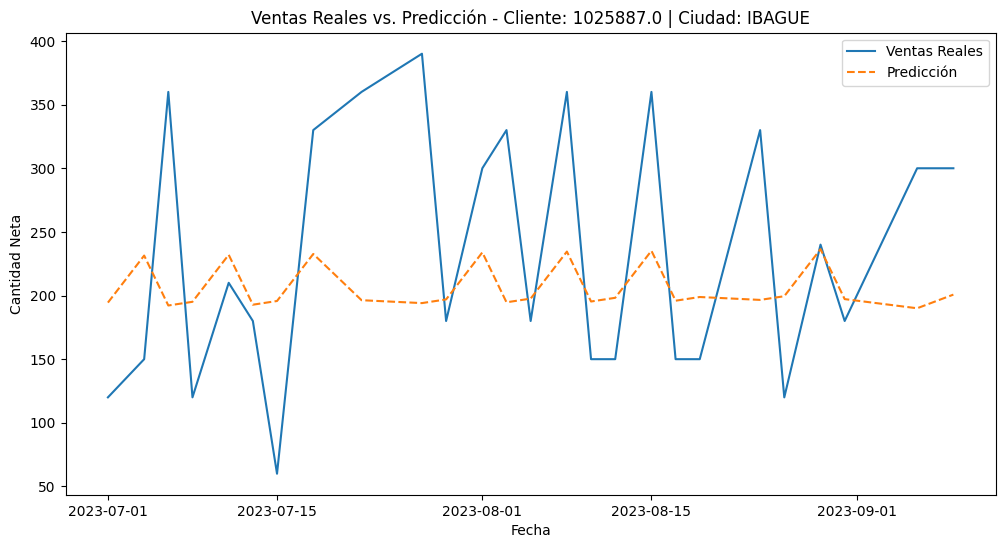 Ventas Reales vs. Predicción - Cliente: 1025887.0 | Ciudad: IBAGUE
Ventas Reales
Predicción
Cantidad Neta
400
350
300
250
200
150
100
50
2023-07-01
2023-07-15
2023-08-01
2023-08-15
2023-09-01
Fecha